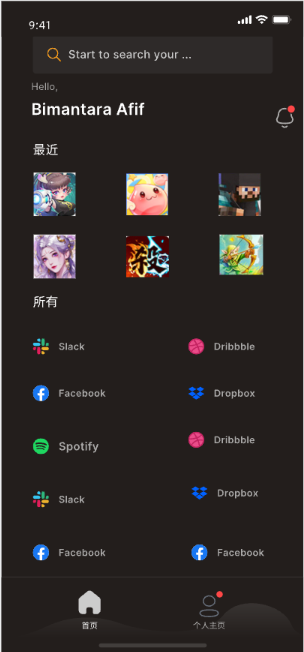 9:41
Start to search your ...
Hello,
Bimantara Afif
最近
所有
Slack
Dribbble
Facebook
Dropbox
Spotify
Dribbble
Slack
Dropbox
Facebook
Facebook
首页
个人主页